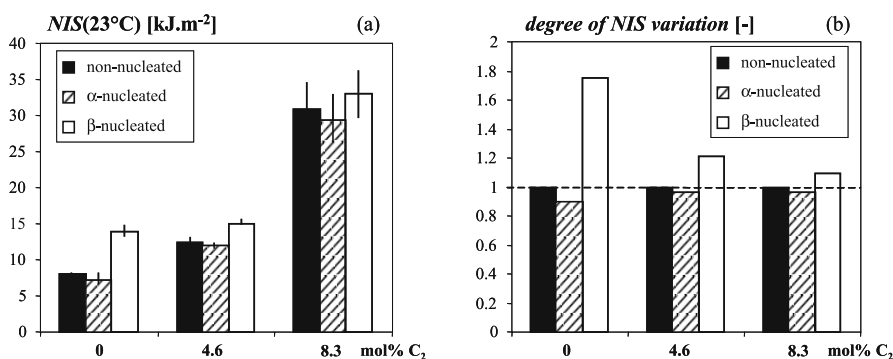 NIS(23°C) [kJ.m⁻²] (a)
40
35
30
25
20
15
10
5
0
non-nucleated
α-nucleated
β-nucleated
0 4.6 8.3 mol% C₂
degree of NIS variation [-] (b)
2
1.8
1.6
1.4
1.2
1
0.8
0.6
0.4
0.2
0
non-nucleated
α-nucleated
β-nucleated
0 4.6 8.3 mol% C₂